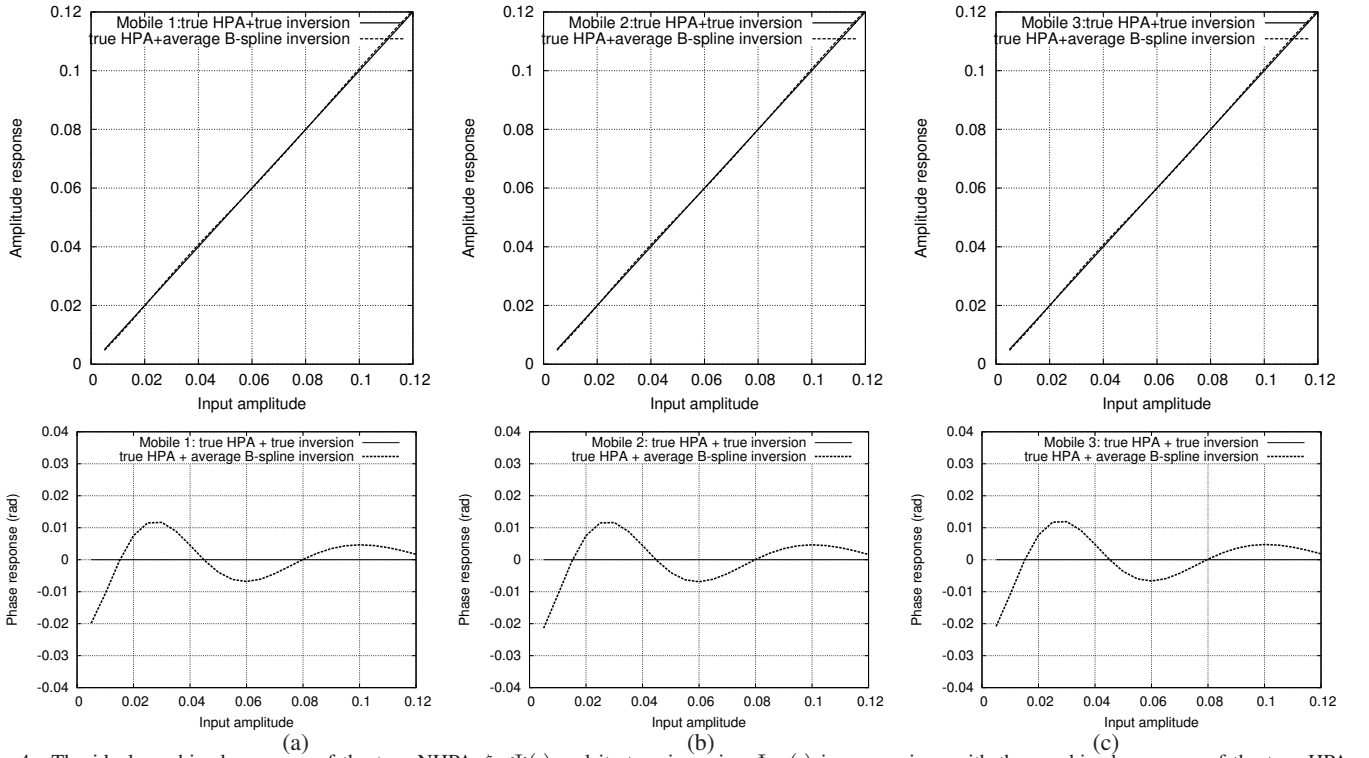 Mobile 1:true HPA+true inversion
true HPA+average B-spline inversion
Amplitude response
0.12
0.1
0.08
0.06
0.04
0.02
0
0 0.02 0.04 0.06 0.08 0.1 0.12
Input amplitude
Mobile 2:true HPA+true inversion
true HPA+average B-spline inversion
Amplitude response
0.12
0.1
0.08
0.06
0.04
0.02
0
0 0.02 0.04 0.06 0.08 0.1 0.12
Input amplitude
Mobile 3:true HPA+true inversion
true HPA+average B-spline inversion
Amplitude response
0.12
0.1
0.08
0.06
0.04
0.02
0
0 0.02 0.04 0.06 0.08 0.1 0.12
Input amplitude
Mobile 1: true HPA + true inversion
true HPA + average B-spline inversion
Phase response (rad)
0.04
0.03
0.02
0.01
0
-0.01
-0.02
-0.03
-0.04
0 0.02 0.04 0.06 0.08 0.1 0.12
Input amplitude
(a)
Mobile 2: true HPA + true inversion
true HPA + average B-spline inversion
Phase response (rad)
0.04
0.03
0.02
0.01
0
-0.01
-0.02
-0.03
-0.04
0 0.02 0.04 0.06 0.08 0.1 0.12
Input amplitude
(b)
Mobile 3: true HPA + true inversion
true HPA + average B-spline inversion
Phase response (rad)
0.04
0.03
0.02
0.01
0
-0.01
-0.02
-0.03
-0.04
0 0.02 0.04 0.06 0.08 0.1 0.12
Input amplitude
(c)